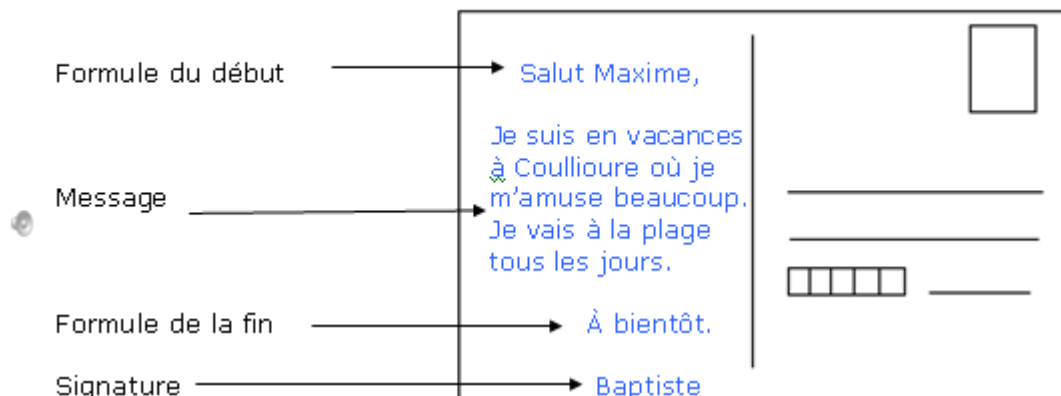 Formule du début
Salut Maxime,
Je suis en vacances
à Coullioure où je
Message
m'amuse beaucoup.
Je vais à la plage
tous les jours.
Formule de la fin
À bientôt.
Signature
Baptiste